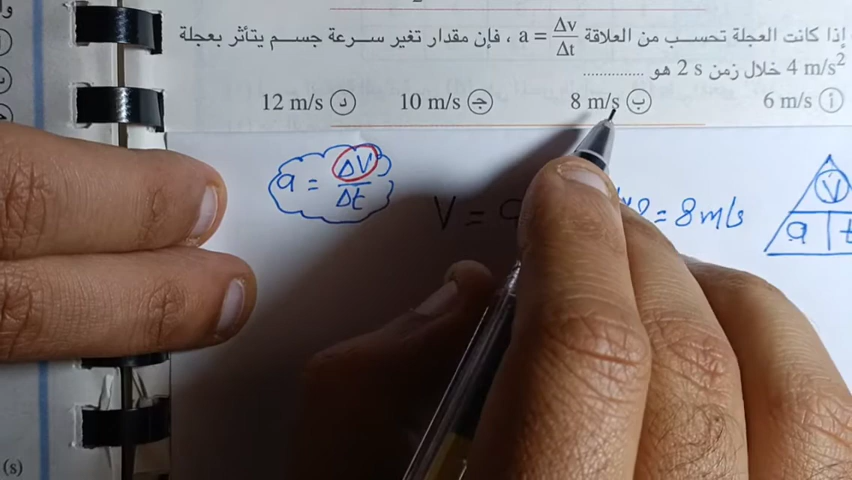 إذا كانت العجلة تحسب من العلاقة a = Δv/Δt ، فإن مقدار تغير سرعة جسم يتأثر بعجلة
4 m/s² خلال زمن 2 s هو ..............
أ 6 m/s ب 8 m/s ج 10 m/s د 12 m/s
a = ΔV/Δt
V =
= 8 m/s
V
a t
(s)